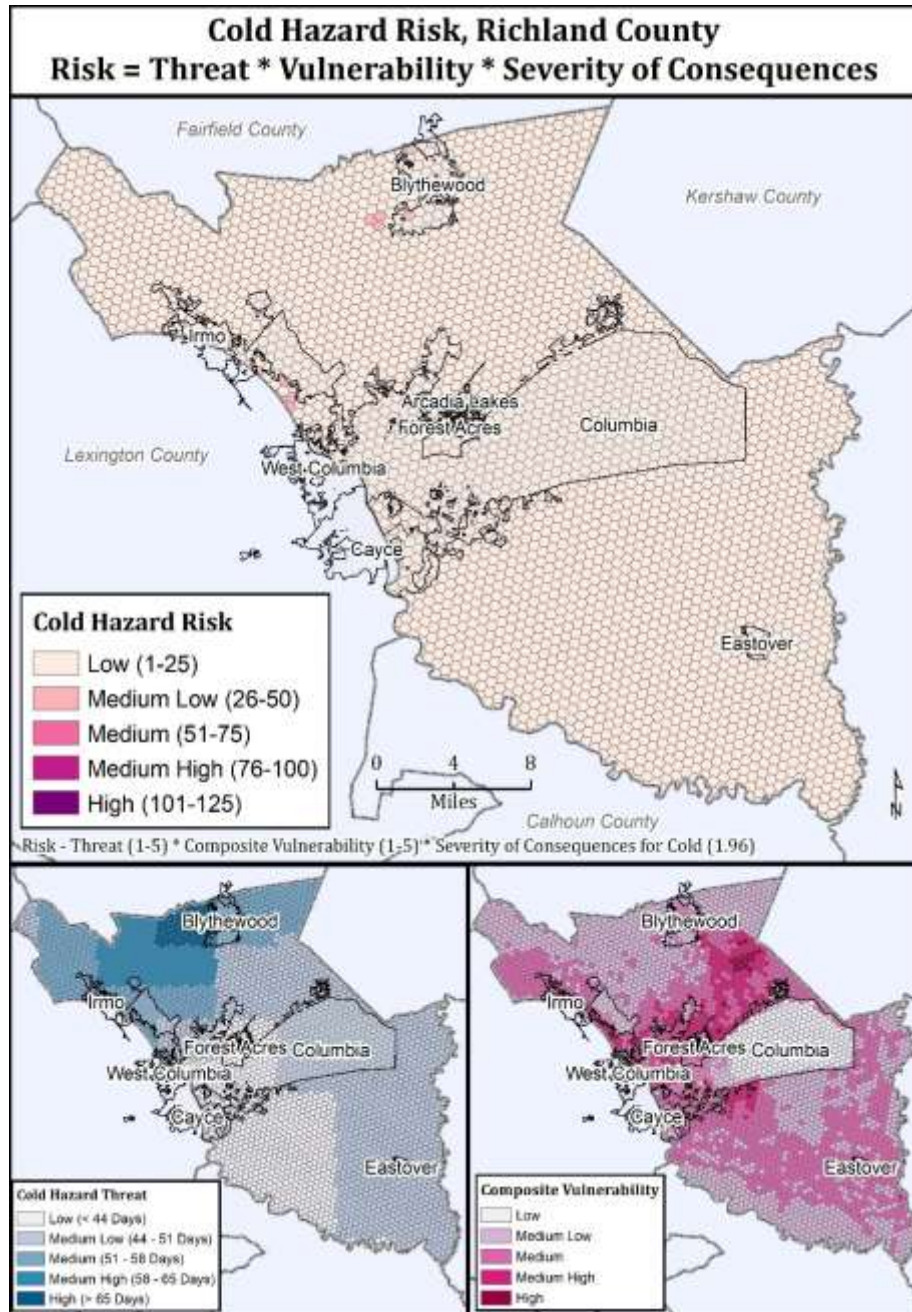 Cold Hazard Risk, Richland County
Risk = Threat * Vulnerability * Severity of Consequences
Fairfield County
Blythewood
Kershaw County
Irmo
Arcadia Lakes
Forest Acres
Columbia
Lexington County
West Columbia
Cayce
Eastover
Cold Hazard Risk
Low (1-25)
Medium Low (26-50)
Medium (51-75)
Medium High (76-100)
High (101-125)
0 4 8
Miles
N
Calhoun County
Risk - Threat (1-5) * Composite Vulnerability (1-5) * Severity of Consequences for Cold (1.96)
Blythewood
Irmo
Forest Acres
Columbia
West Columbia
Cayce
Eastover
Cold Hazard Threat
Low (< 44 Days)
Medium Low (44 - 51 Days)
Medium (51 - 58 Days)
Medium High (58 - 65 Days)
High (> 65 Days)
Blythewood
Irmo
Forest Acres
Columbia
West Columbia
Cayce
Eastover
Composite Vulnerability
Low
Medium Low
Medium
Medium High
High